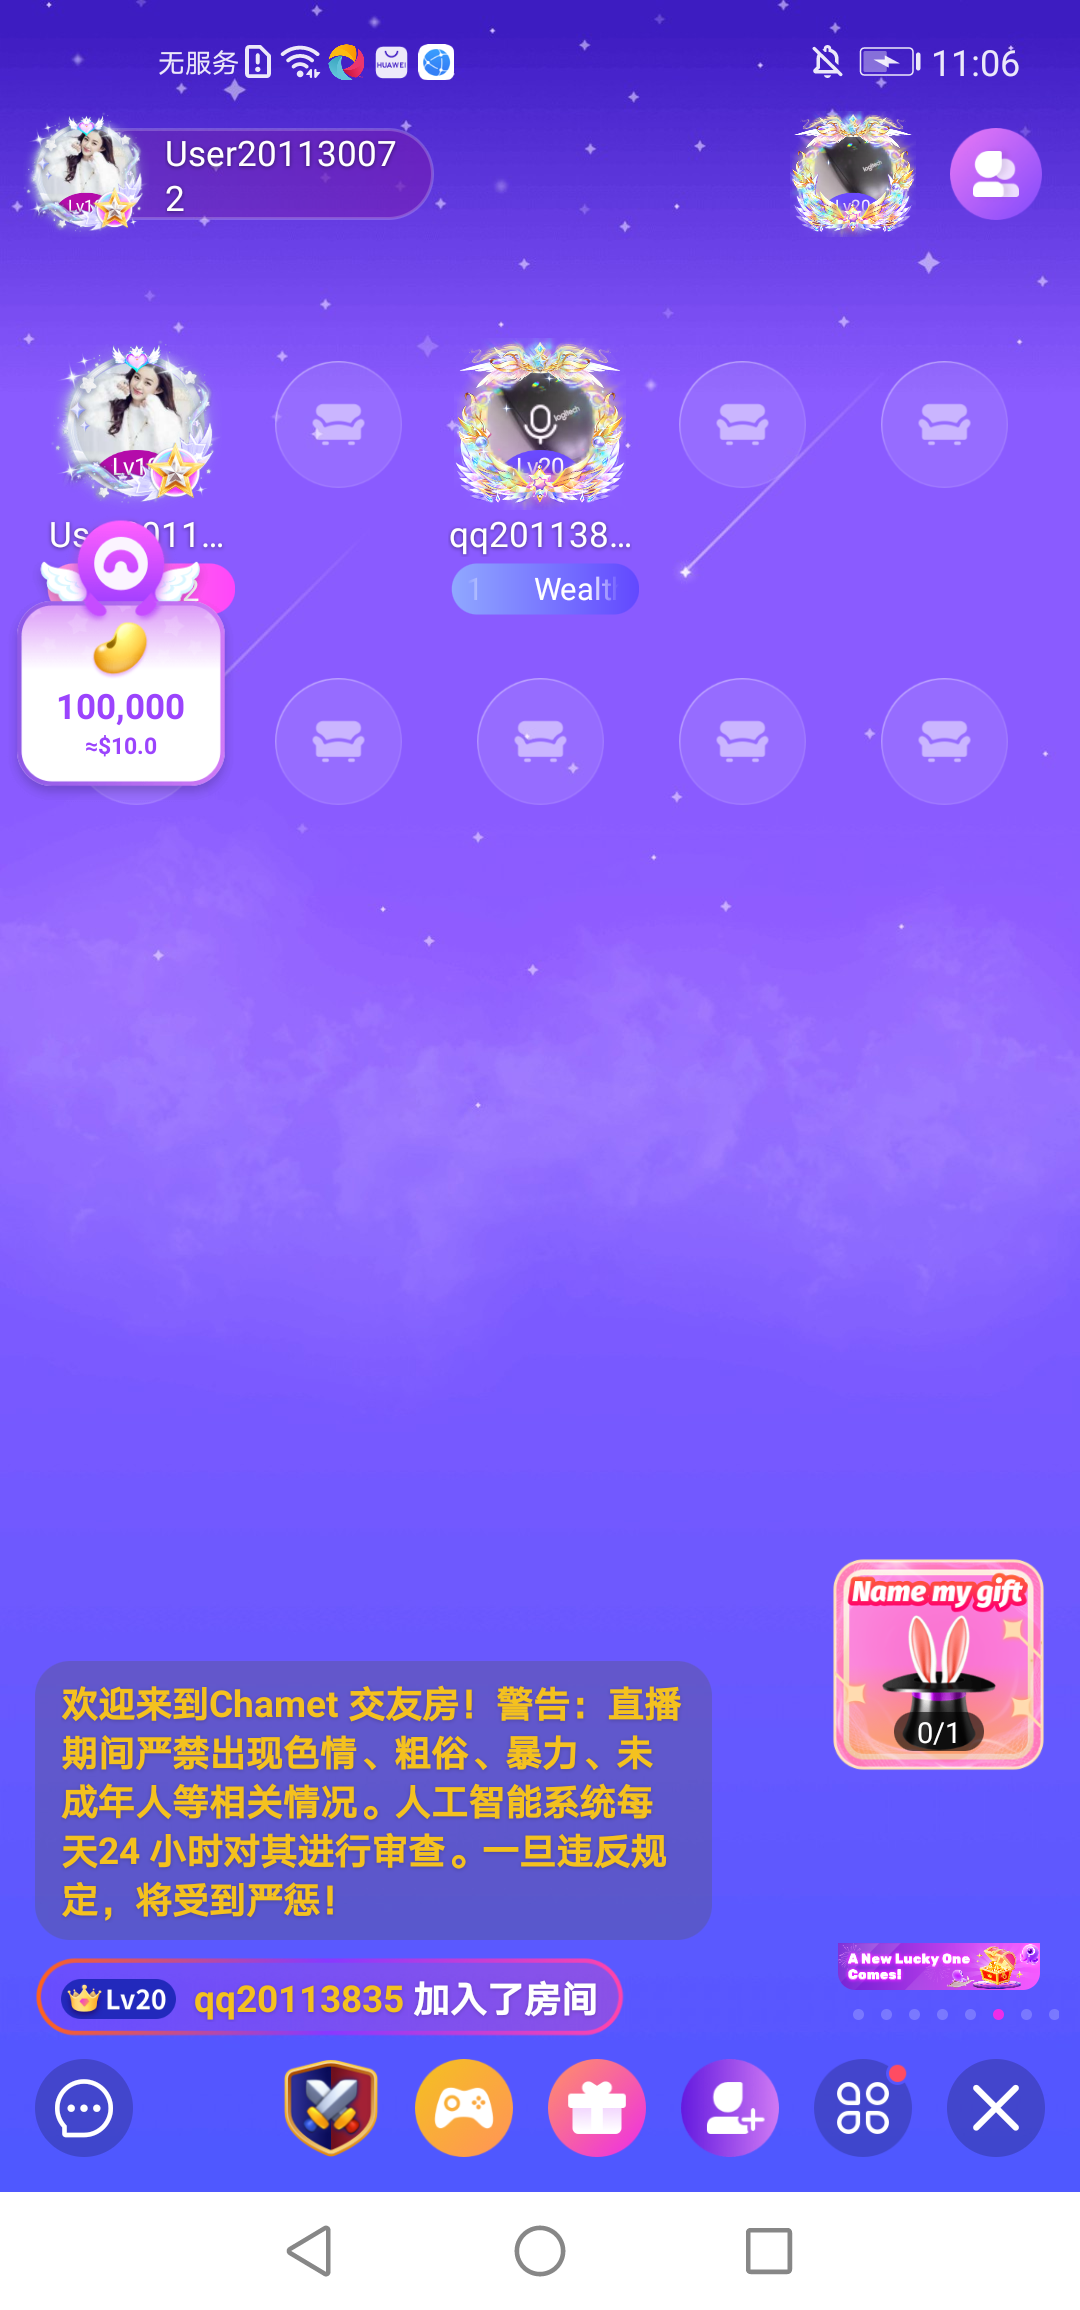 无服务
HUAWEI
11:06
User20113007
2
Lv1
logitech
Lv20
Lv1
logitech
Lv20
qq201138...
1 Wealt
2
100,000
≈$10.0
Name my gift
0/1
欢迎来到Chamet 交友房！警告：直播
期间严禁出现色情、粗俗、暴力、未
成年人等相关情况。人工智能系统每
天24 小时对其进行审查。一旦违反规
定，将受到严惩！
A New Lucky One
Comes!
Lv20 qq20113835 加入了房间